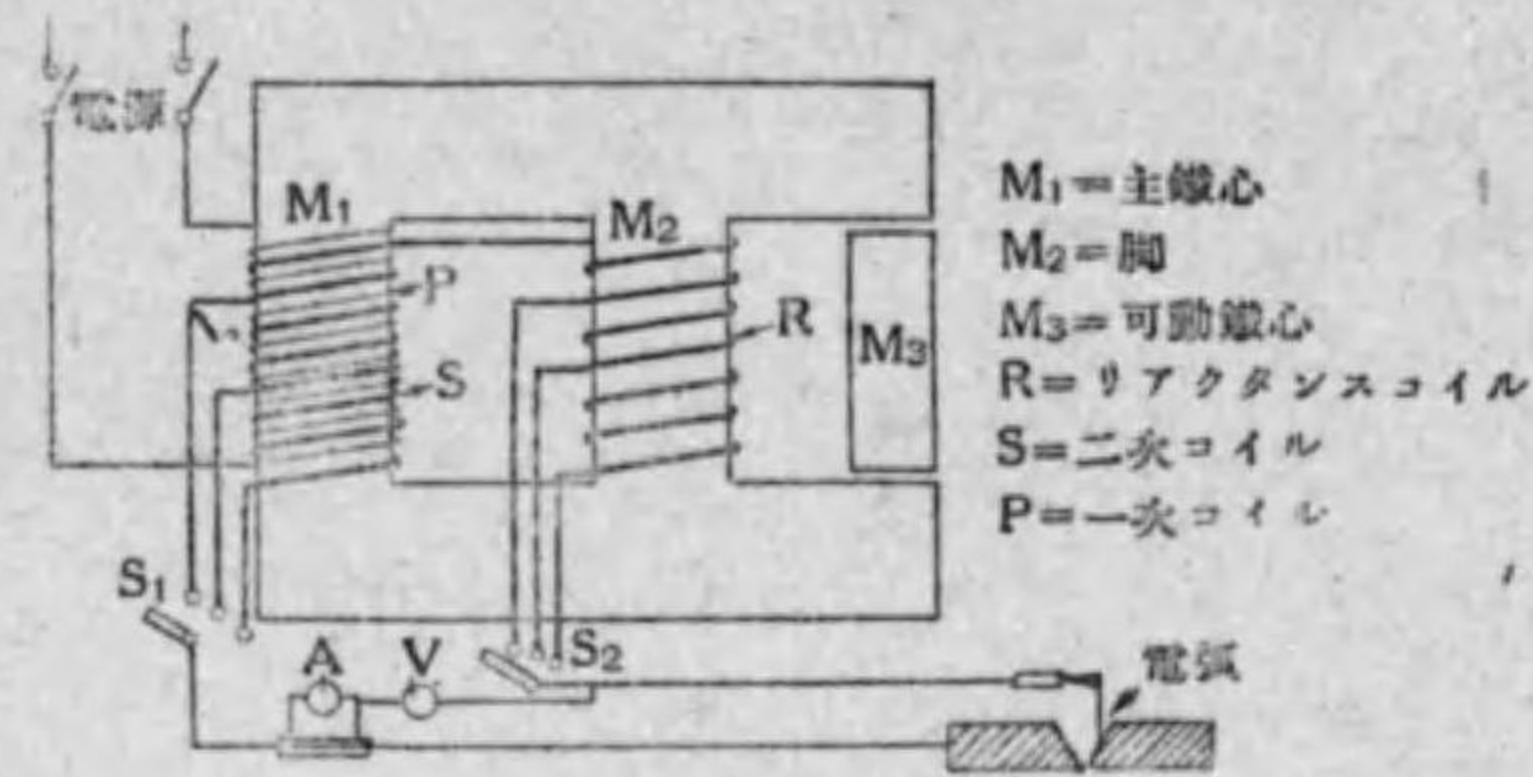 電源
M₁
M₂
P
R
M₃
S
S₁
A
V
S₂
電弧
M₁=主鐵心
M₂=脚
M₃=可動鐵心
R=リアクタンスコイル
S=二次コイル
P=一次コイル